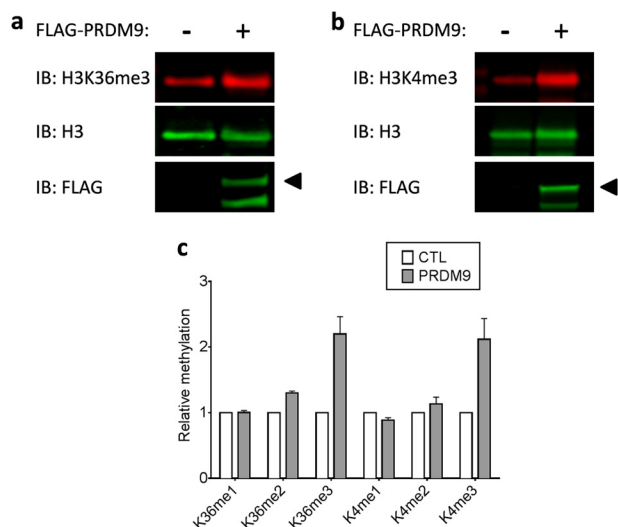 a
FLAG-PRDM9: - +
IB: H3K36me3
IB: H3
IB: FLAG
b
FLAG-PRDM9: - +
IB: H3K4me3
IB: H3
IB: FLAG
c
CTL
PRDM9
Relative methylation
3
2
1
0
K36me1 K36me2 K36me3 K4me1 K4me2 K4me3